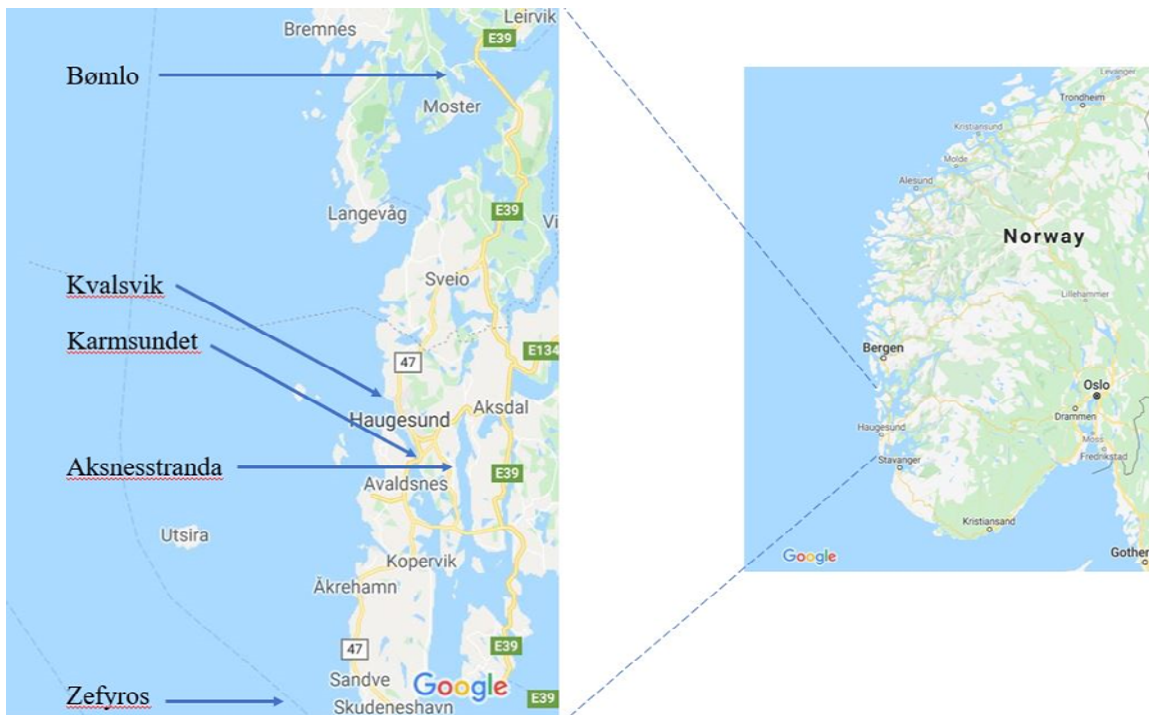 Leirvik
Bremnes
E39
Bømlo
Moster
Langevåg
E39
Vi
Sveio
Kvalsvik
Karmsundet
47
E134
Haugesund
Aksdal
Aksnesstranda
E39
Avaldsnes
Utsira
Kopervik
Åkrehamn
E39
47
Sandve
Google
Zefyros
E39
Skudeneshavn
Levanger
Trondheim
Kristiansund
Molde
Alesund
Norway
Lillehammer
Bergen
Oslo
Drammen
Haugesund
Moss
Fredrikstad
Stavanger
Kristiansand
Google
Gothen